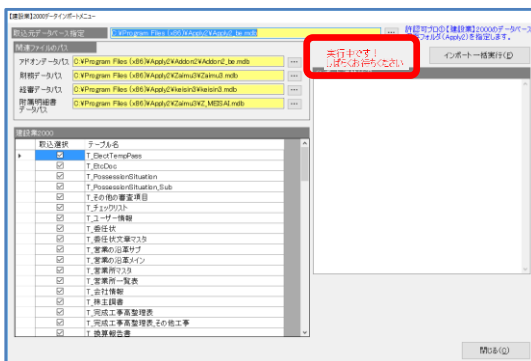 【建設業】2000データインポートメニュー
取込元データベース指定
C:¥Program Files (x86)¥Apply2¥Apply2_be.mdb
...
許認可プロの【建設業】2000のデータベース
フォルダ(Apply2)を指定します。
関連ファイルのパス
アドオンデータパス C:¥Program Files (x86)¥Apply2¥Addon2¥Addon2_be.mdb ...
財務データパス C:¥Program Files (x86)¥Apply2¥Zaimu3¥Zaimu3.mdb ...
経審データパス C:¥Program Files (x86)¥Apply2¥keisin3¥keisin3.mdb ...
附属明細書
データパス C:¥Program Files (x86)¥Apply2¥Zaimu3¥Z_MEISAI.mdb ...
実行中です!
しばらくお待ちください
インポート一括実行(E)
建設業2000
取込選択 テーブル名
T_ElectTempPass
T_EtcDoc
T_PossessionSituation
T_PossessionSituation_Sub
T_その他の審査項目
T_チェックリスト
T_ユーザー情報
T_委任状
T_委任状文章マスタ
T_営業の沿革サブ
T_営業の沿革メイン
T_営業所マスタ
T_営業所一覧表
T_会社情報
T_株主調書
T_完成工事高整理表
T_完成工事高整理表_その他工事
T_換算報告書
閉じる(Q)